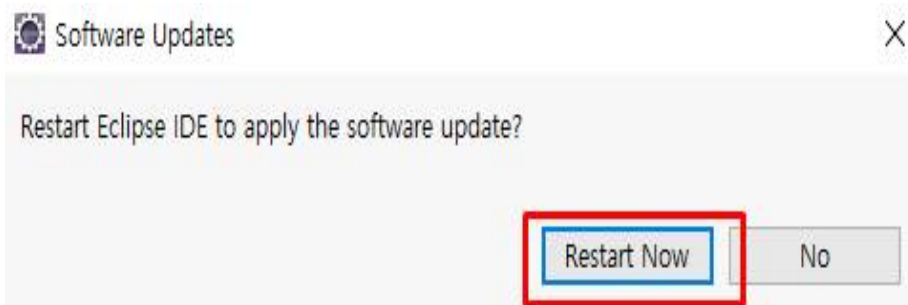 Software Updates
Restart Eclipse IDE to apply the software update?
Restart Now No